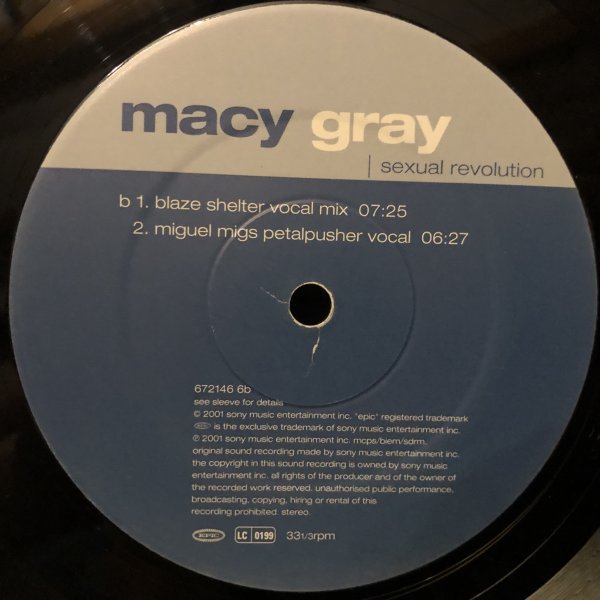 macy gray
| sexual revolution
b 1. blaze shelter vocal mix 07:25
2. miguel migs petalpusher vocal 06:27
672146 6b
see sleeve for details
© 2001 sony music entertainment inc. "epic" registered trademark
epic is the exclusive trademark of sony music entertainment inc.
℗ 2001 sony music entertainment inc. mcps/biem/sdrm.
original sound recording made by sony music entertainment inc.
the copyright in this sound recording is owned by sony music
entertainment inc. all rights of the producer and of the owner of
the recorded work reserved. unauthorised public performance,
broadcasting, copying, hiring or rental of this
recording prohibited. stereo.
epic LC 0199 33 1/3rpm